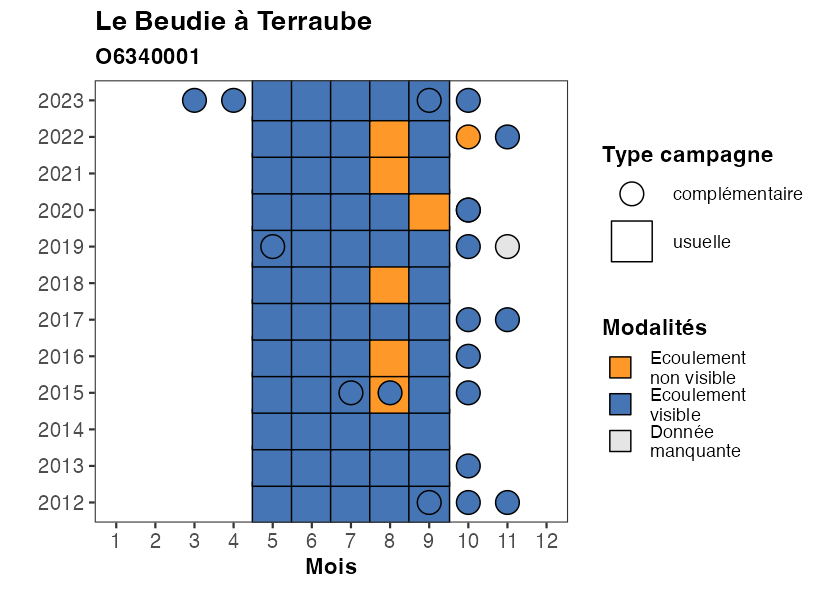 Le Beudie à Terraube
O6340001
2023
2022
2021
2020
2019
2018
2017
2016
2015
2014
2013
2012
1 2 3 4 5 6 7 8 9 10 11 12
Mois
Type campagne
complémentaire
usuelle
Modalités
Ecoulement
non visible
Ecoulement
visible
Donnée
manquante